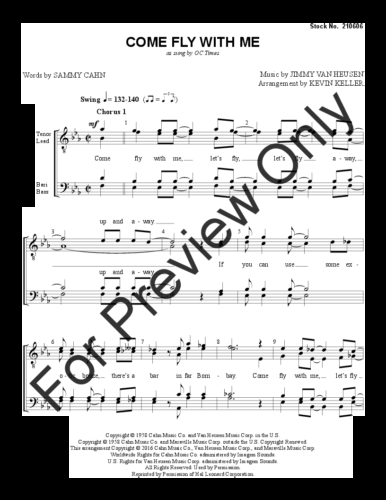 Stock No. 210606
COME FLY WITH ME
as sung by OC Times
Words by SAMMY CAHN
Music by JIMMY VAN HEUSEN
Arrangement by KEVIN KELLER
Swing ♩ = 132-140
Chorus 1
mf
Tenor
Lead
Come fly with me, let's fly, let's fly a-way,
Bari
Bass
up and a-way.
If you can use some ex-
up and a-way.
booze, there's a bar in far Bom-bay. Come fly with me, let's fly
Copyright © 1958 Cahn Music Co. and Van Heusen Music Corp. in the U.S.
Copyright © 1958 Cahn Music Co. outside the U.S. Copyright Renewed.
This arrangement Copyright © 2016 Cahn Music Co., Van Heusen Music Corp., and Maraville Music Corp.
Worldwide Rights for Cahn Music Co. administered by Imagem Sounds
U.S. Rights for Van Heusen Music Corp. administered by Maraville Music Corp.
All Rights Reserved. Used by Permission.
Reprinted by Permission of Hal Leonard Corporation.
For Preview Only